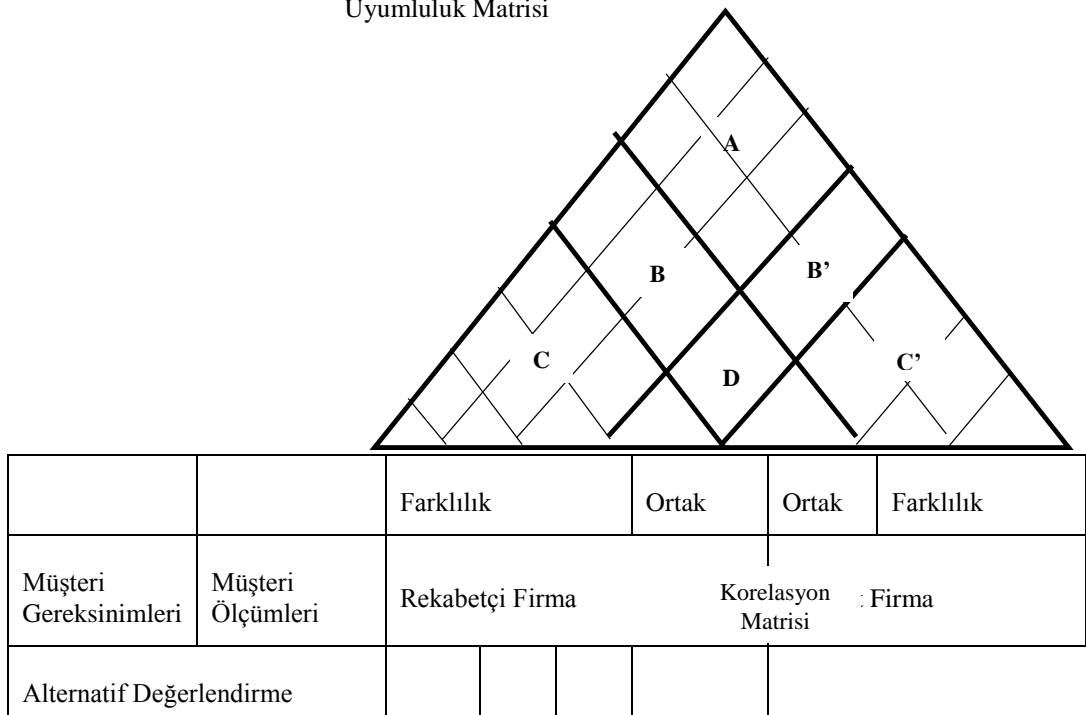 Uyumluluk Matrisi
A
B
B’
C
D
C’
Farklılık Ortak Ortak Farklılık
Müşteri Gereksinimleri
Müşteri Ölçümleri
Rekabetçi Firma
Korelasyon
Matrisi
: Firma
Alternatif Değerlendirme